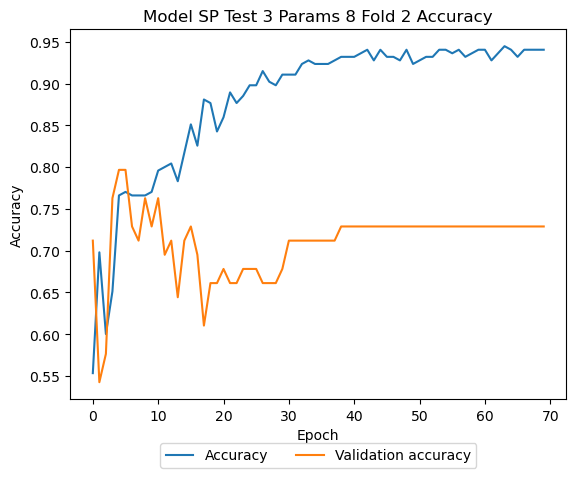 Model SP Test 3 Params 8 Fold 2 Accuracy
Accuracy
0.95
0.90
0.85
0.80
0.75
0.70
0.65
0.60
0.55
0 10 20 30 40 50 60 70
Epoch
Accuracy Validation accuracy